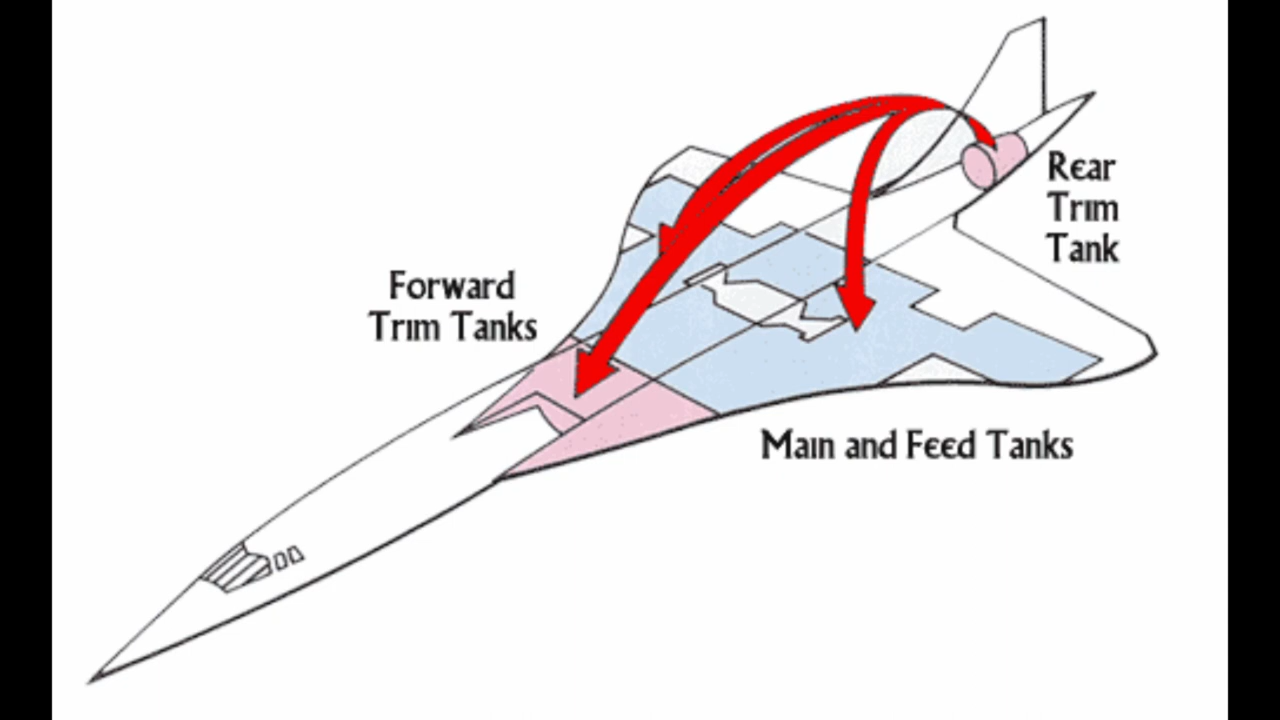 Rear
Trim
Tank
Forward
Trim Tanks
Main and Feed Tanks